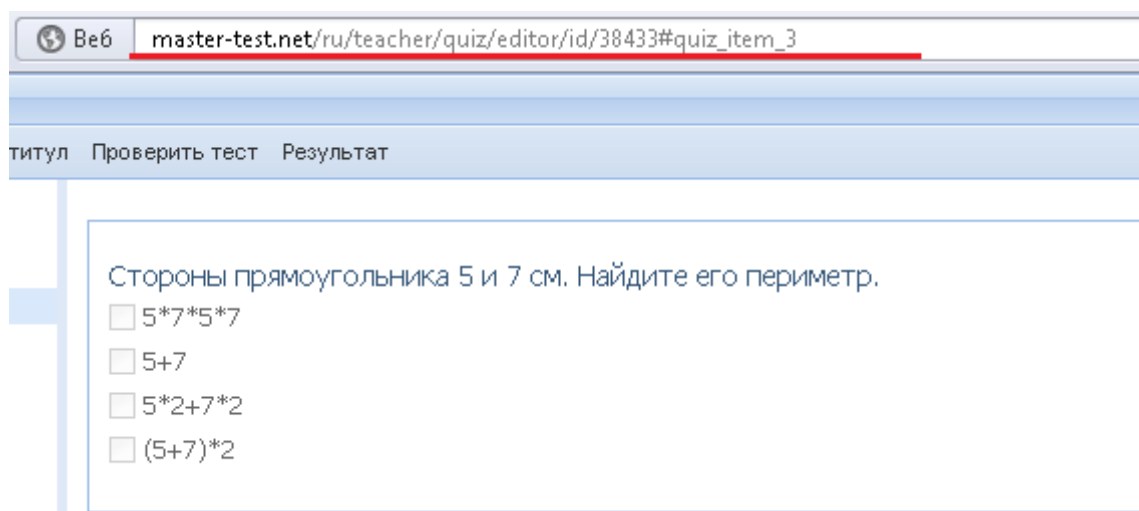 Веб master-test.net/ru/teacher/quiz/editor/id/38433#quiz_item_3
титул Проверить тест Результат
Стороны прямоугольника 5 и 7 см. Найдите его периметр.
5*7*5*7
5+7
5*2+7*2
(5+7)*2